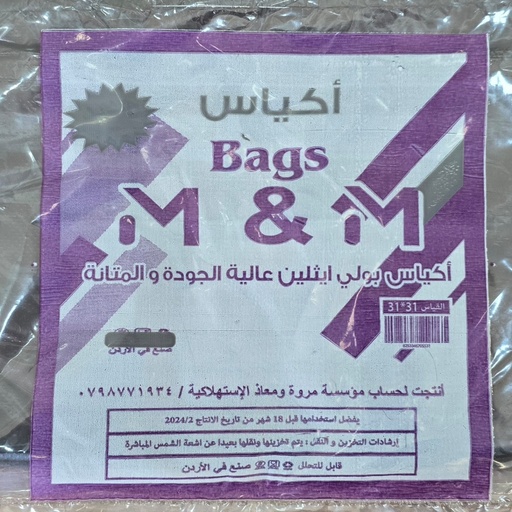 أكياس
Bags
M & M
أكياس بولي ايثلين عالية الجودة و المتانة
القياس 31*31
صنع في الأردن
أنتجت لحساب مؤسسة مروة ومعاذ الإستهلاكية / ٠٧٩٨٧٧١٩٣٤
يفضل استخدامها قبل 18 شهر من تاريخ الانتاج 2024/2
إرشادات التخزين و النقل : يتم تخزينها ونقلها بعيدا عن اشعة الشمس المباشرة
قابل للتحلل صنع في الأردن